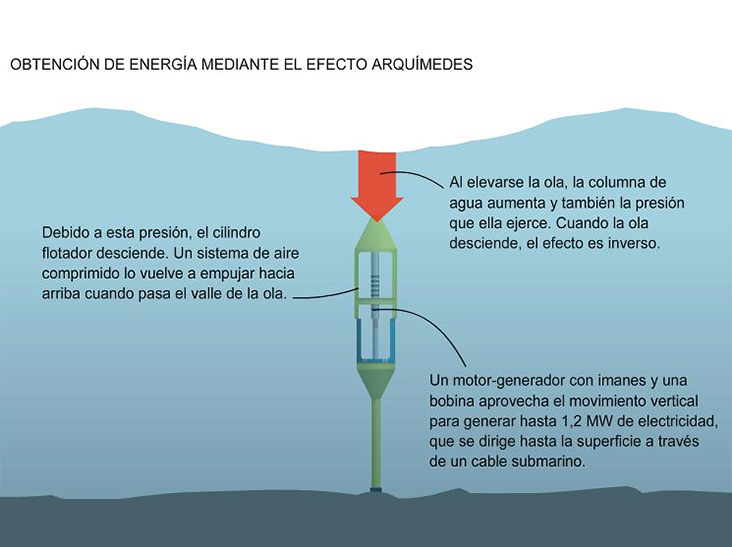 OBTENCIÓN DE ENERGÍA MEDIANTE EL EFECTO ARQUÍMEDES
Al elevarse la ola, la columna de
agua aumenta y también la presión
que ella ejerce. Cuando la ola
desciende, el efecto es inverso.
Debido a esta presión, el cilindro
flotador desciende. Un sistema de aire
comprimido lo vuelve a empujar hacia
arriba cuando pasa el valle de la ola.
Un motor-generador con imanes y una
bobina aprovecha el movimiento vertical
para generar hasta 1,2 MW de electricidad,
que se dirige hasta la superficie a través
de un cable submarino.